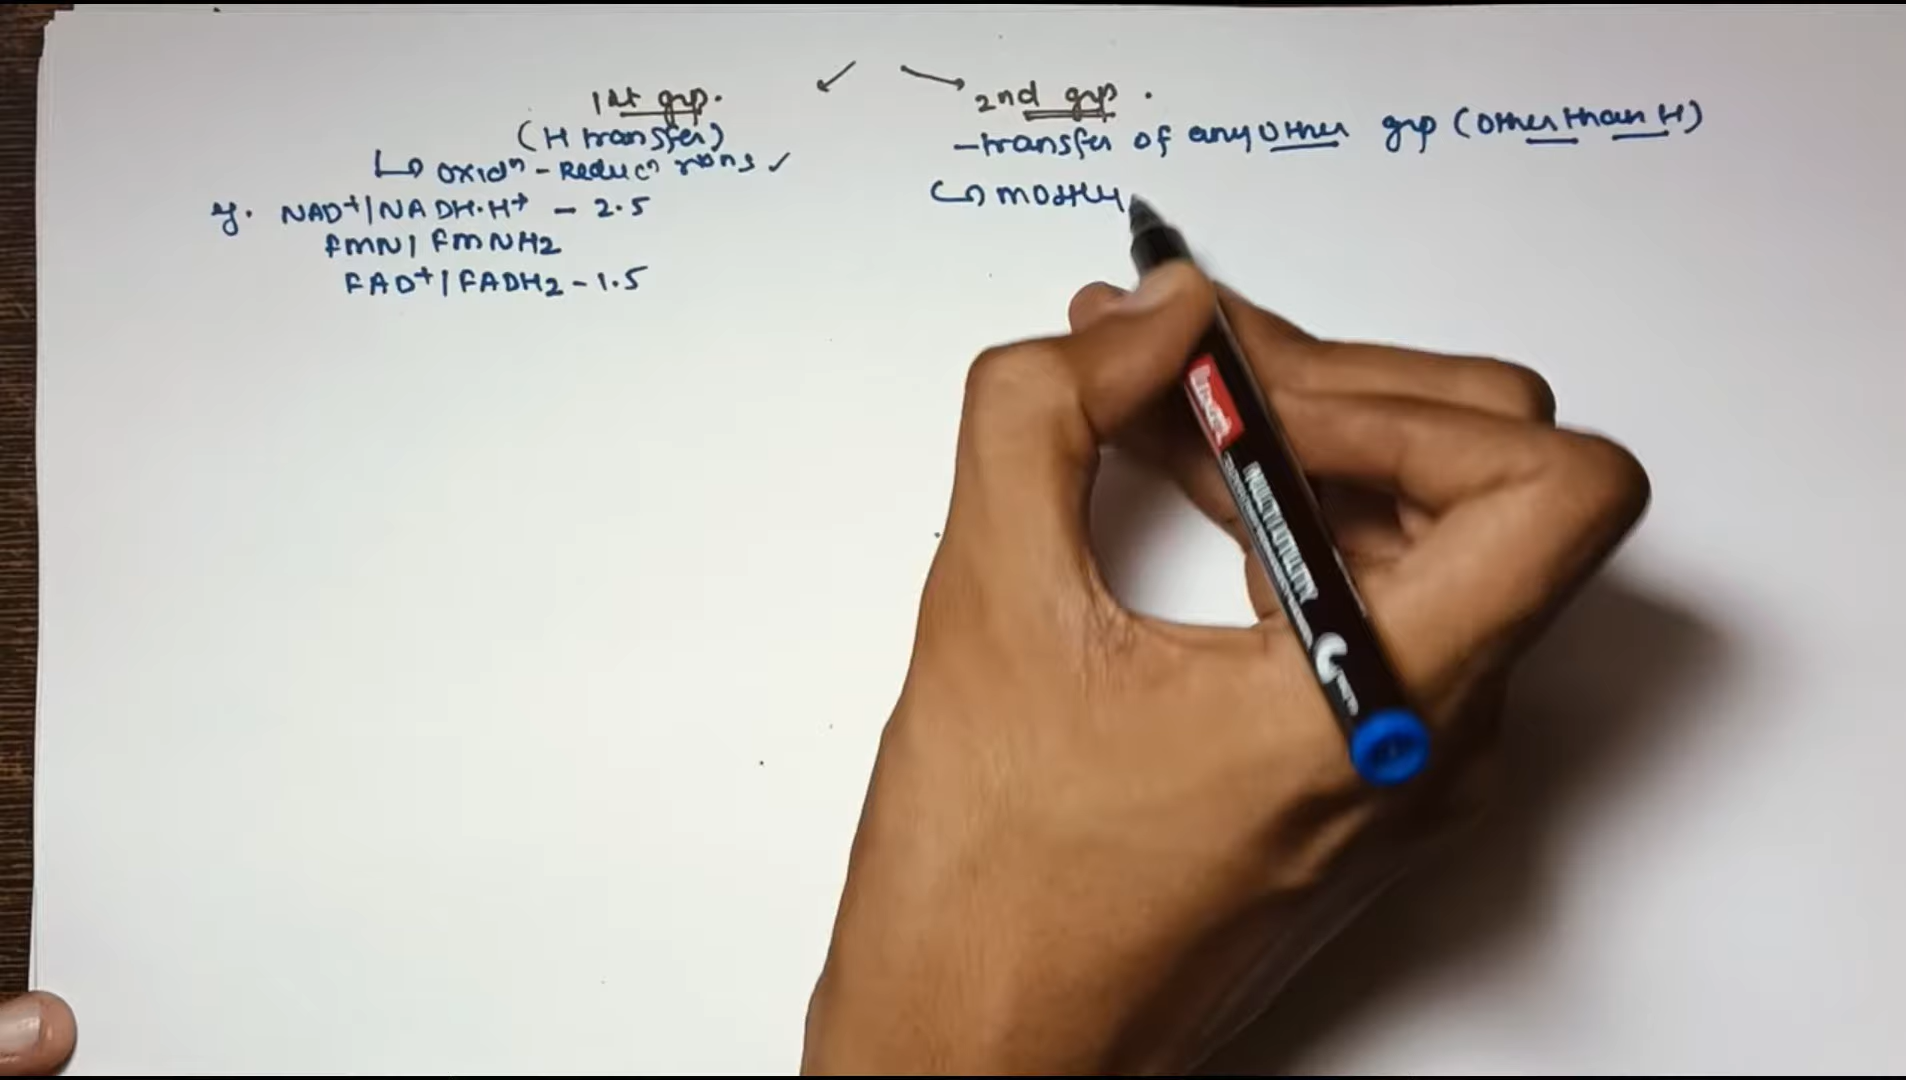 1st grp.
(H transfer)
↳ oxidⁿ - Reducⁿ rxns ✓
eg. NAD+/NADH.H+ - 2.5
FMN/FMNH2
FAD+/FADH2 - 1.5
2nd grp.
- transfer of any other grp (other than H)
↳ mostly